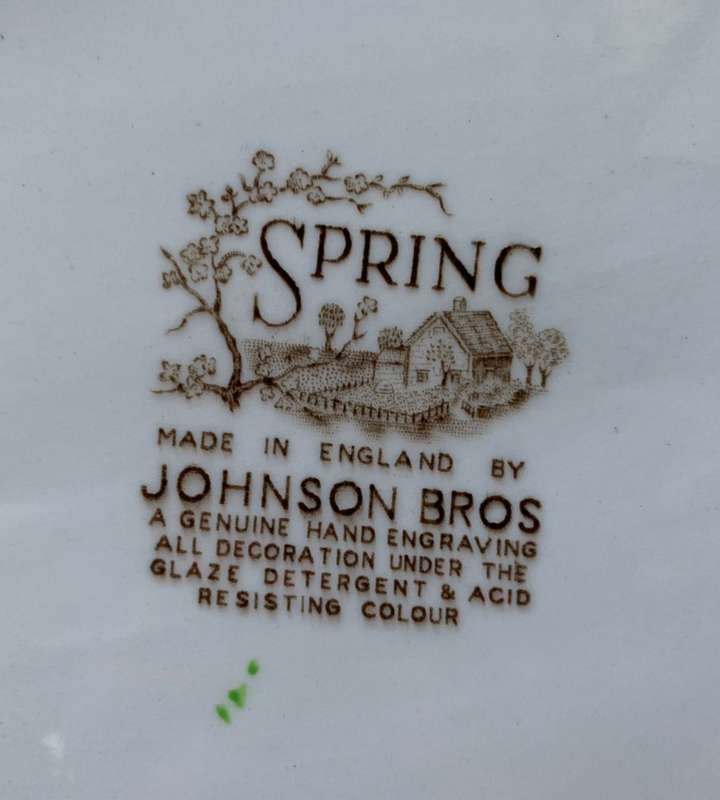 SPRING
MADE IN ENGLAND BY
JOHNSON BROS
A GENUINE HAND ENGRAVING
ALL DECORATION UNDER THE
GLAZE DETERGENT & ACID
RESISTING COLOUR